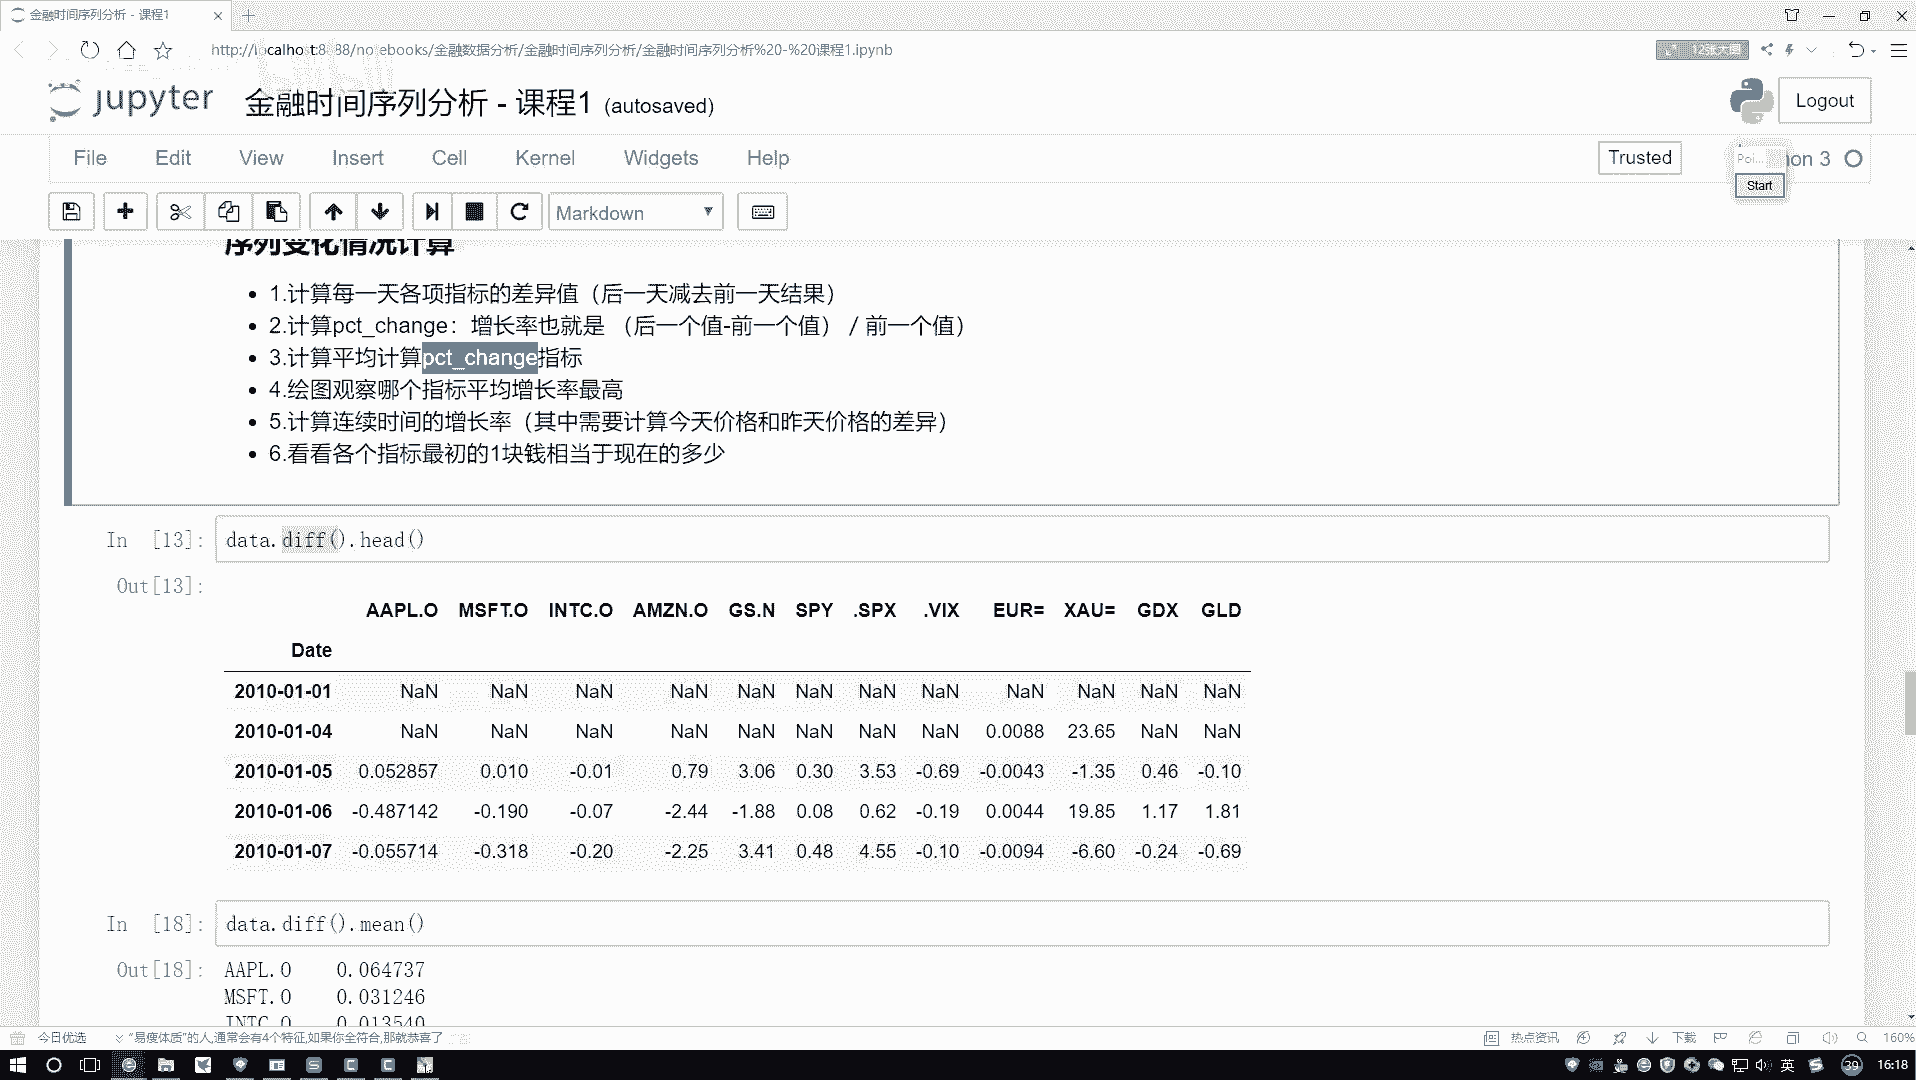 金融时间序列分析 - 课程1
http://localhost:8888/notebooks/金融数据分析/金融时间序列分析/金融时间序列分析%20-%20课程1.ipynb
jupyter 金融时间序列分析 - 课程1 (autosaved)
Logout
File Edit View Insert Cell Kernel Widgets Help
Trusted
Poi... hon 3
Start
Markdown
序列变化情况计算
• 1.计算每一天各项指标的差异值（后一天减去前一天结果）
• 2.计算pct_change：增长率也就是 （后一个值-前一个值） / 前一个值）
• 3.计算平均计算pct_change指标
• 4.绘图观察哪个指标平均增长率最高
• 5.计算连续时间的增长率（其中需要计算今天价格和昨天价格的差异）
• 6.看看各个指标最初的1块钱相当于现在的多少
In [13]: data.diff().head()
Out[13]:
AAPL.O MSFT.O INTC.O AMZN.O GS.N SPY .SPX .VIX EUR= XAU= GDX GLD
Date
2010-01-01 NaN NaN NaN NaN NaN NaN NaN NaN NaN NaN NaN NaN
2010-01-04 NaN NaN NaN NaN NaN NaN NaN NaN 0.0088 23.65 NaN NaN
2010-01-05 0.052857 0.010 -0.01 0.79 3.06 0.30 3.53 -0.69 -0.0043 -1.35 0.46 -0.10
2010-01-06 -0.487142 -0.190 -0.07 -2.44 -1.88 0.08 0.62 -0.19 0.0044 19.85 1.17 1.81
2010-01-07 -0.055714 -0.318 -0.20 -2.25 3.41 0.48 4.55 -0.10 -0.0094 -6.60 -0.24 -0.69
In [18]: data.diff().mean()
Out[18]: AAPL.O 0.064737
MSFT.O 0.031246
INTC.O 0.013540
今日优选 "易瘦体质"的人,通常会有4个特征,如果你全符合,那就恭喜了
热点资讯 下载 160%
英 39 16:18